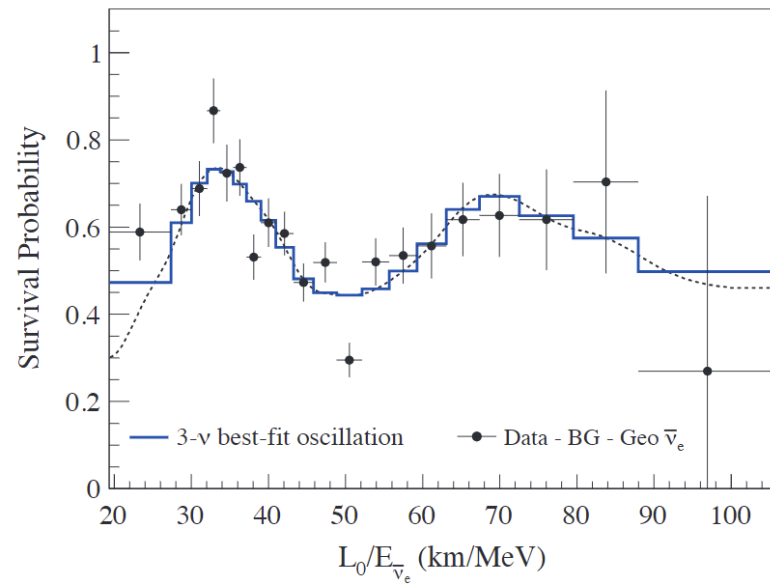 Survival Probability
1
0.8
0.6
0.4
0.2
0
3-ν best-fit oscillation
Data - BG - Geo ν̅ₑ
20 30 40 50 60 70 80 90 100
L₀/E_ν̅ₑ (km/MeV)